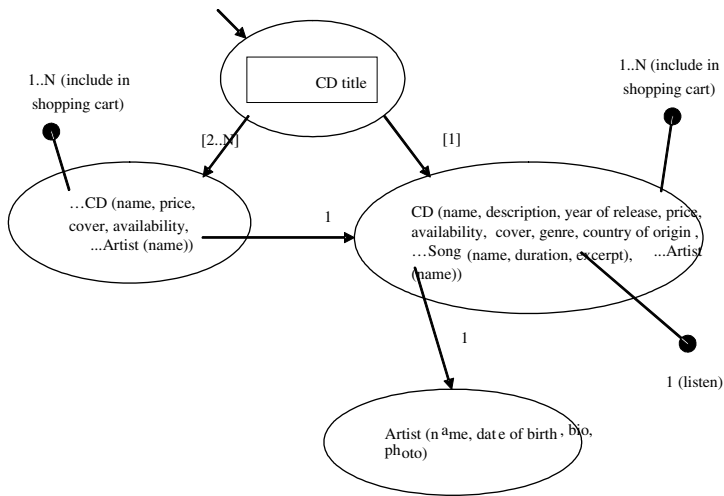 1..N (include in
shopping cart)
1..N (include in
shopping cart)
CD title
[2..N]
[1]
…CD (name, price,
cover, availability,
...Artist (name))
1
CD (name, description, year of release, price,
availability, cover, genre, country of origin ,
…Song (name, duration, excerpt), ...Artist
(name))
1
1 (listen)
Artist (name, date of birth , bio,
photo)